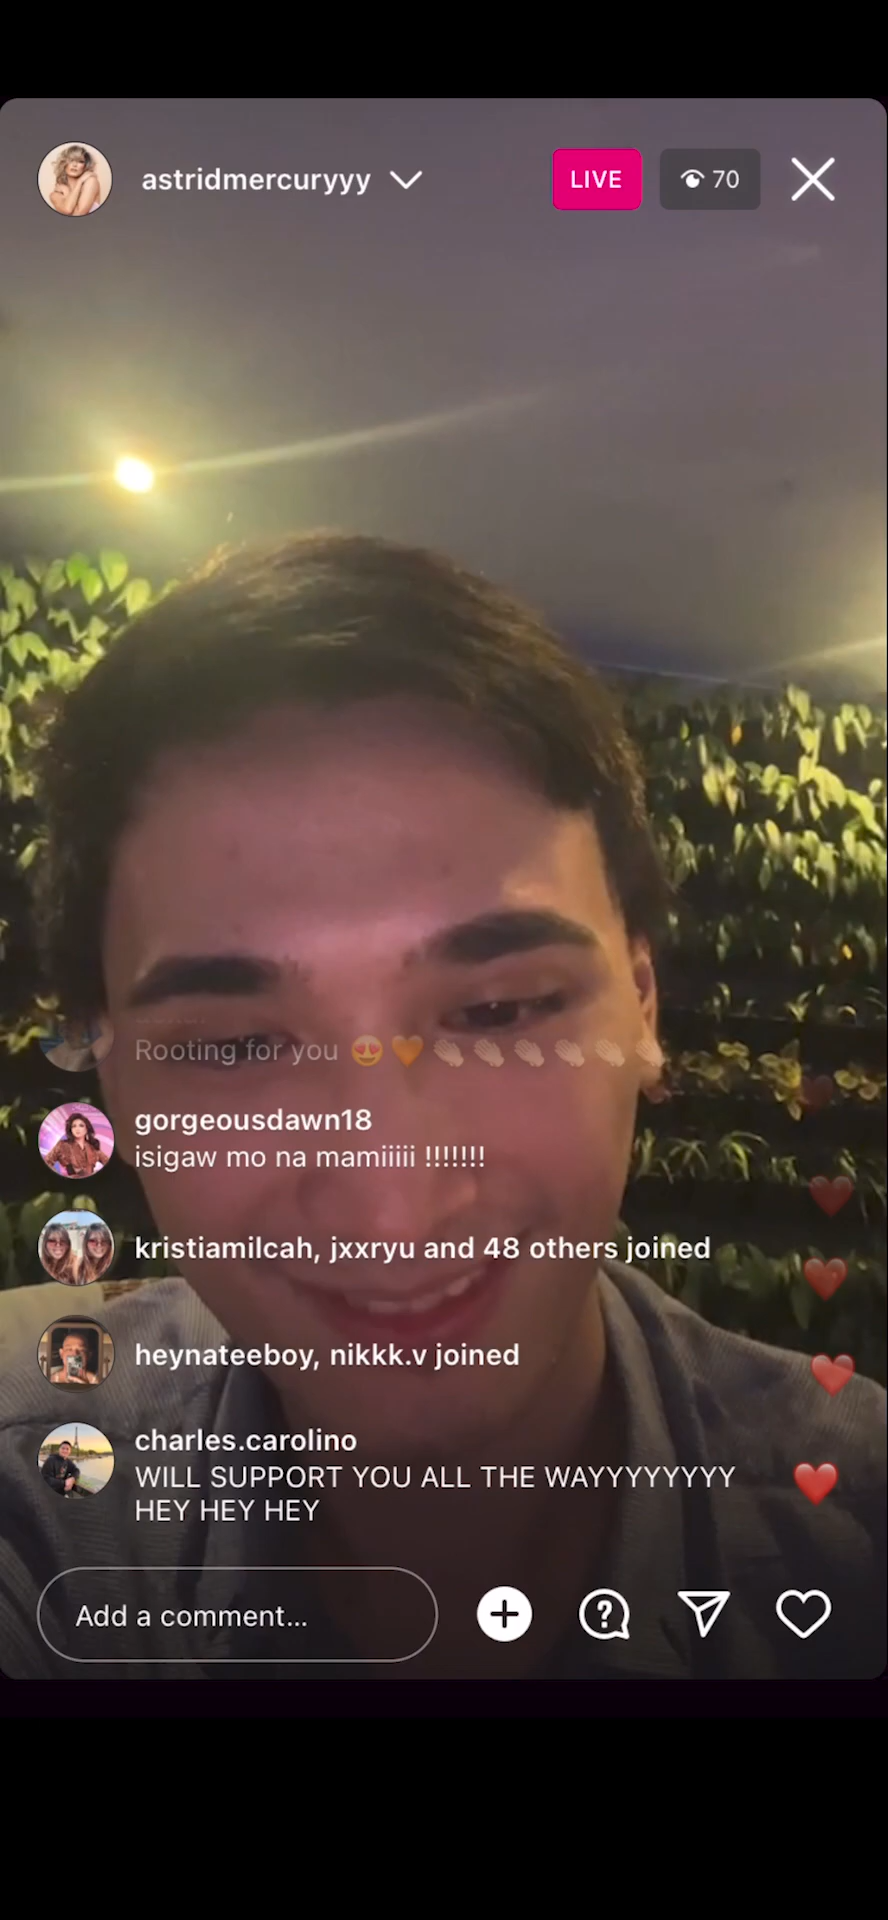 astridmercuryyy
LIVE
70
Rooting for you 😍🧡👏🏻👏🏻👏🏻👏🏻👏🏻👏🏻
gorgeousdawn18
isigaw mo na mamiiiii !!!!!!!
kristiamilcah, jxxryu and 48 others joined
heynateeboy, nikkk.v joined
charles.carolino
WILL SUPPORT YOU ALL THE WAYYYYYYYY
HEY HEY HEY
Add a comment...